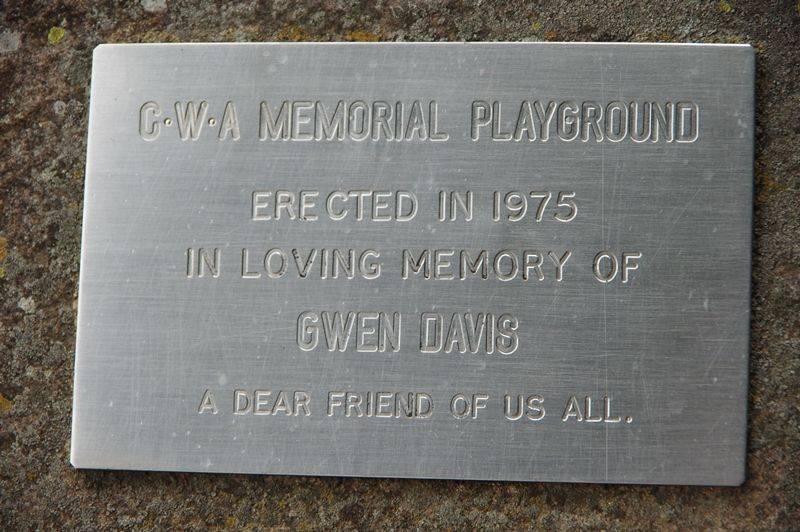 C·W·A MEMORIAL PLAYGROUND
ERECTED IN 1975
IN LOVING MEMORY OF
GWEN DAVIS
A DEAR FRIEND OF US ALL.